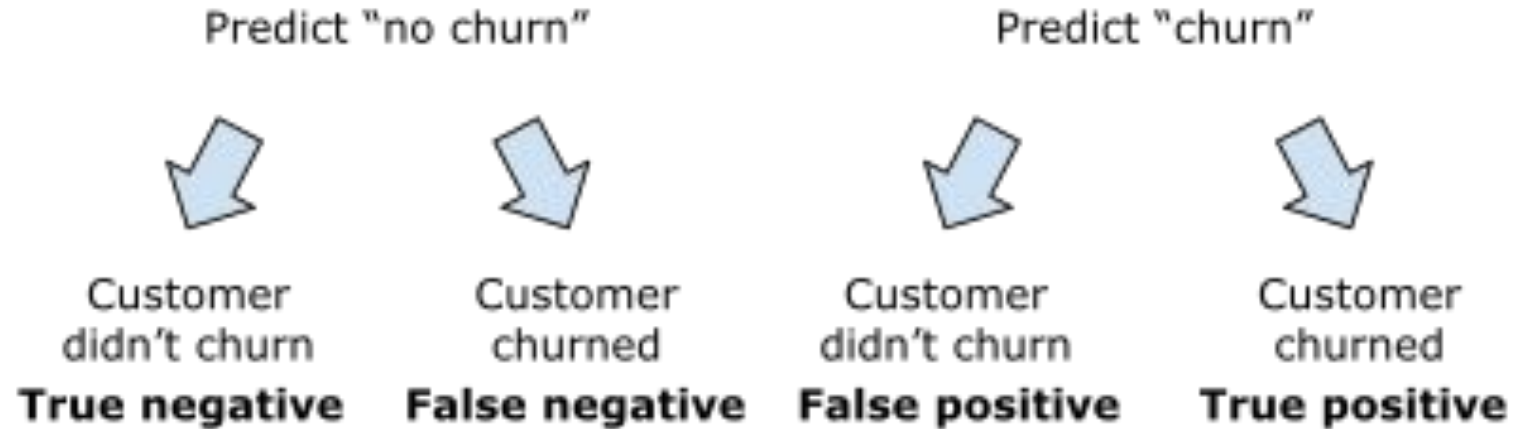 Predict “no churn”
Predict “churn”
Customer
didn’t churn
True negative
Customer
churned
False negative
Customer
didn’t churn
False positive
Customer
churned
True positive